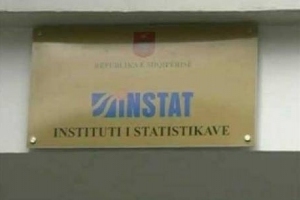 REPUBLIKA E SHQIPËRISË
INSTAT
INSTITUTI I STATISTIKAVE